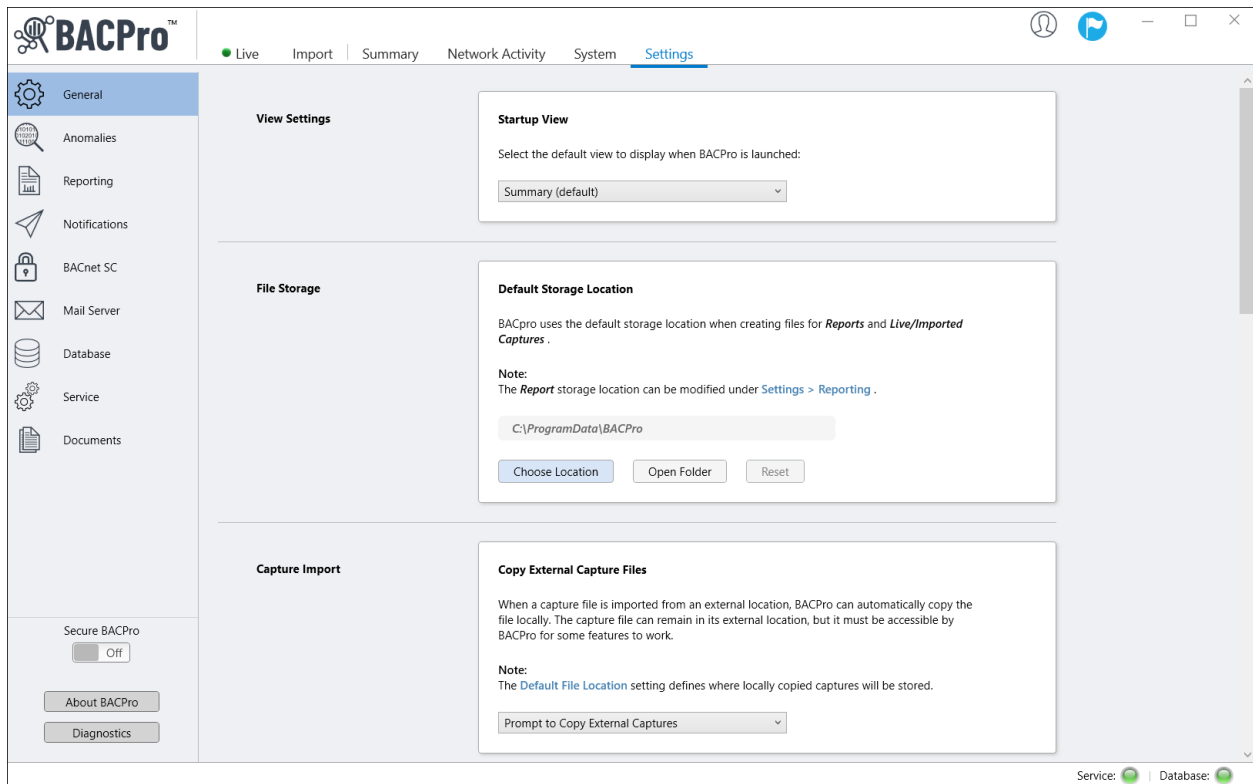 BACPro™
Live Import Summary Network Activity System Settings
General
Anomalies
Reporting
Notifications
BACnet SC
Mail Server
Database
Service
Documents
Secure BACPro
Off
About BACPro
Diagnostics
View Settings
Startup View
Select the default view to display when BACPro is launched:
Summary (default)
File Storage
Default Storage Location
BACpro uses the default storage location when creating files for Reports and Live/Imported
Captures .
Note:
The Report storage location can be modified under Settings > Reporting .
C:\ProgramData\BACPro
Choose Location Open Folder Reset
Capture Import
Copy External Capture Files
When a capture file is imported from an external location, BACPro can automatically copy the
file locally. The capture file can remain in its external location, but it must be accessible by
BACPro for some features to work.
Note:
The Default File Location setting defines where locally copied captures will be stored.
Prompt to Copy External Captures
Service: Database: